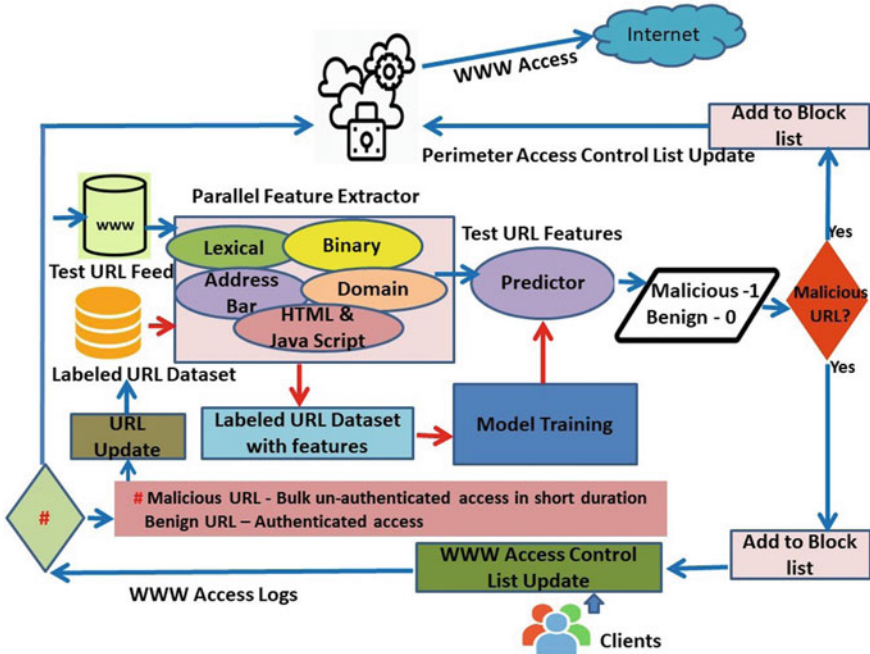 Internet
WWW Access
Add to Block
list
Perimeter Access Control List Update
Yes
Parallel Feature Extractor
www
Test URL Feed
Lexical
Binary
Address
Bar
Domain
HTML &
Java Script
Test URL Features
Predictor
Malicious -1
Benign - 0
Malicious
URL?
Yes
Labeled URL Dataset
URL
Update
Labeled URL Dataset
with features
Model Training
#
# Malicious URL - Bulk un-authenticated access in short duration
Benign URL – Authenticated access
Add to Block
list
WWW Access Control
List Update
WWW Access Logs
Clients